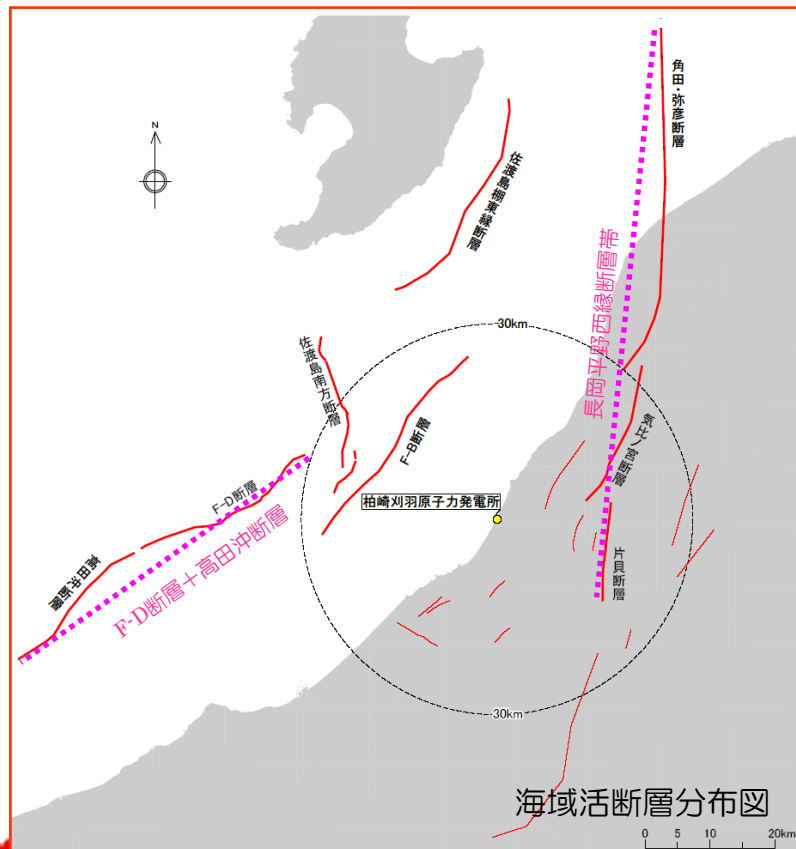 N
角田・弥彦断層
佐渡島棚東縁断層
長岡平野西縁断層帯
30km
佐渡島南方断層
F-B断層
気比ノ宮断層
F-D断層
柏崎刈羽原子力発電所
F-D断層＋高田沖断層
高田沖断層
片貝断層
30km
海域活断層分布図
0 5 10 20km